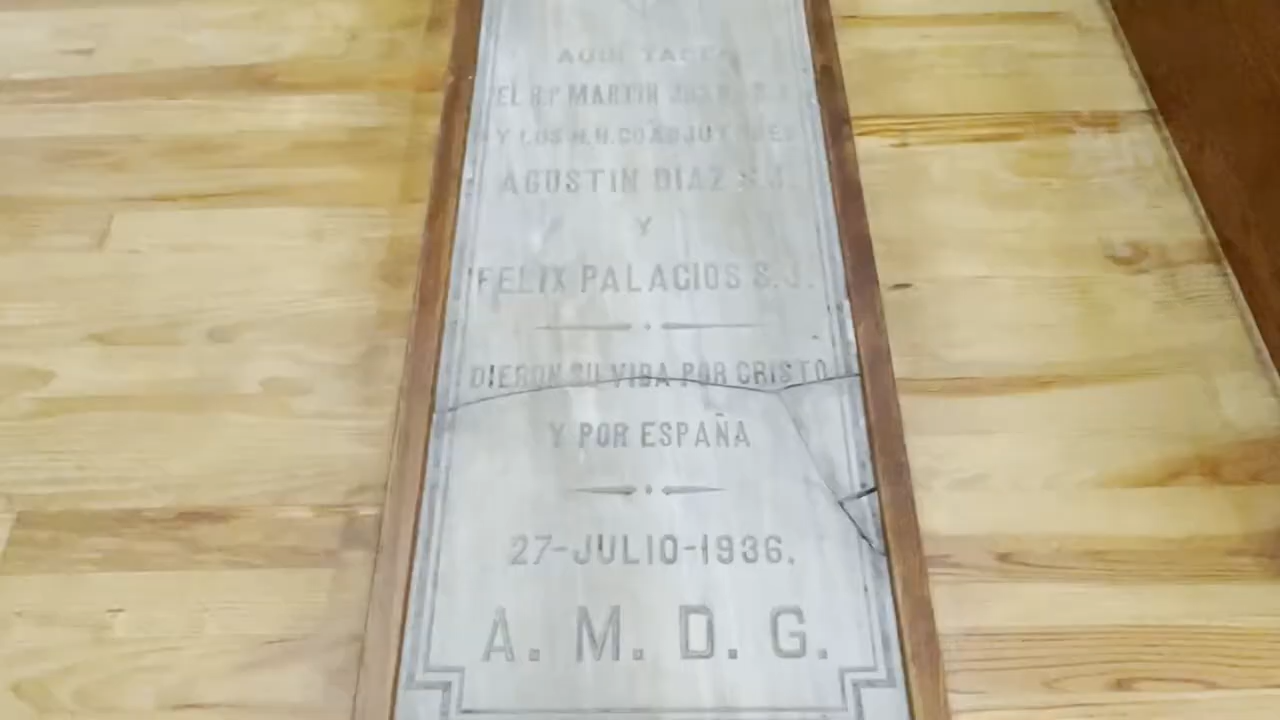 AQUI
EL R.P. MARTIN
Y LOS H.H. COADJUTORES
AGUSTIN DIAZ S.J.
Y
FELIX PALACIOS S.J.
DIERON SU VIDA POR CRISTO
Y POR ESPAÑA
27-JULIO-1936.
A. M. D. G.